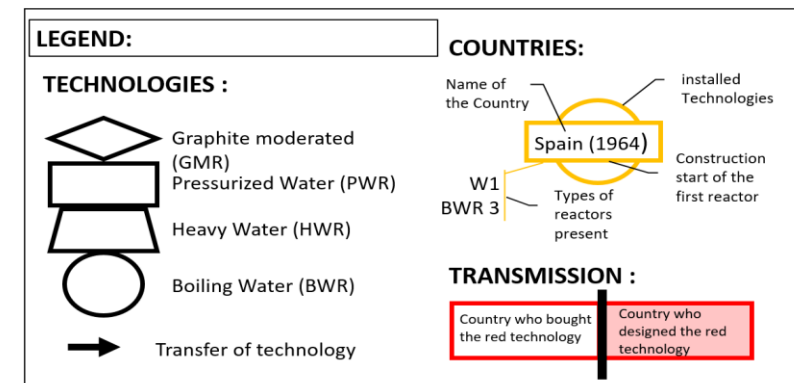 LEGEND:
TECHNOLOGIES :
Graphite moderated
(GMR)
Pressurized Water (PWR)
Heavy Water (HWR)
Boiling Water (BWR)
Transfer of technology
COUNTRIES:
Name of
the Country
installed
Technologies
Spain (1964)
Construction
start of the
first reactor
W1
BWR 3
Types of
reactors
present
TRANSMISSION :
Country who bought
the red technology
Country who
designed the red
technology